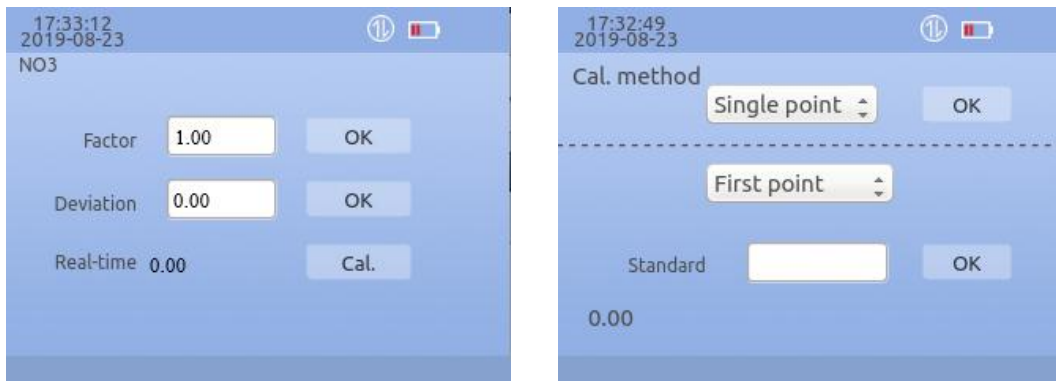 17:33:12
2019-08-23
NO3
Factor 1.00 OK
Deviation 0.00 OK
Real-time 0.00 Cal.
17:32:49
2019-08-23
Cal. method
Single point OK
First point
Standard OK
0.00